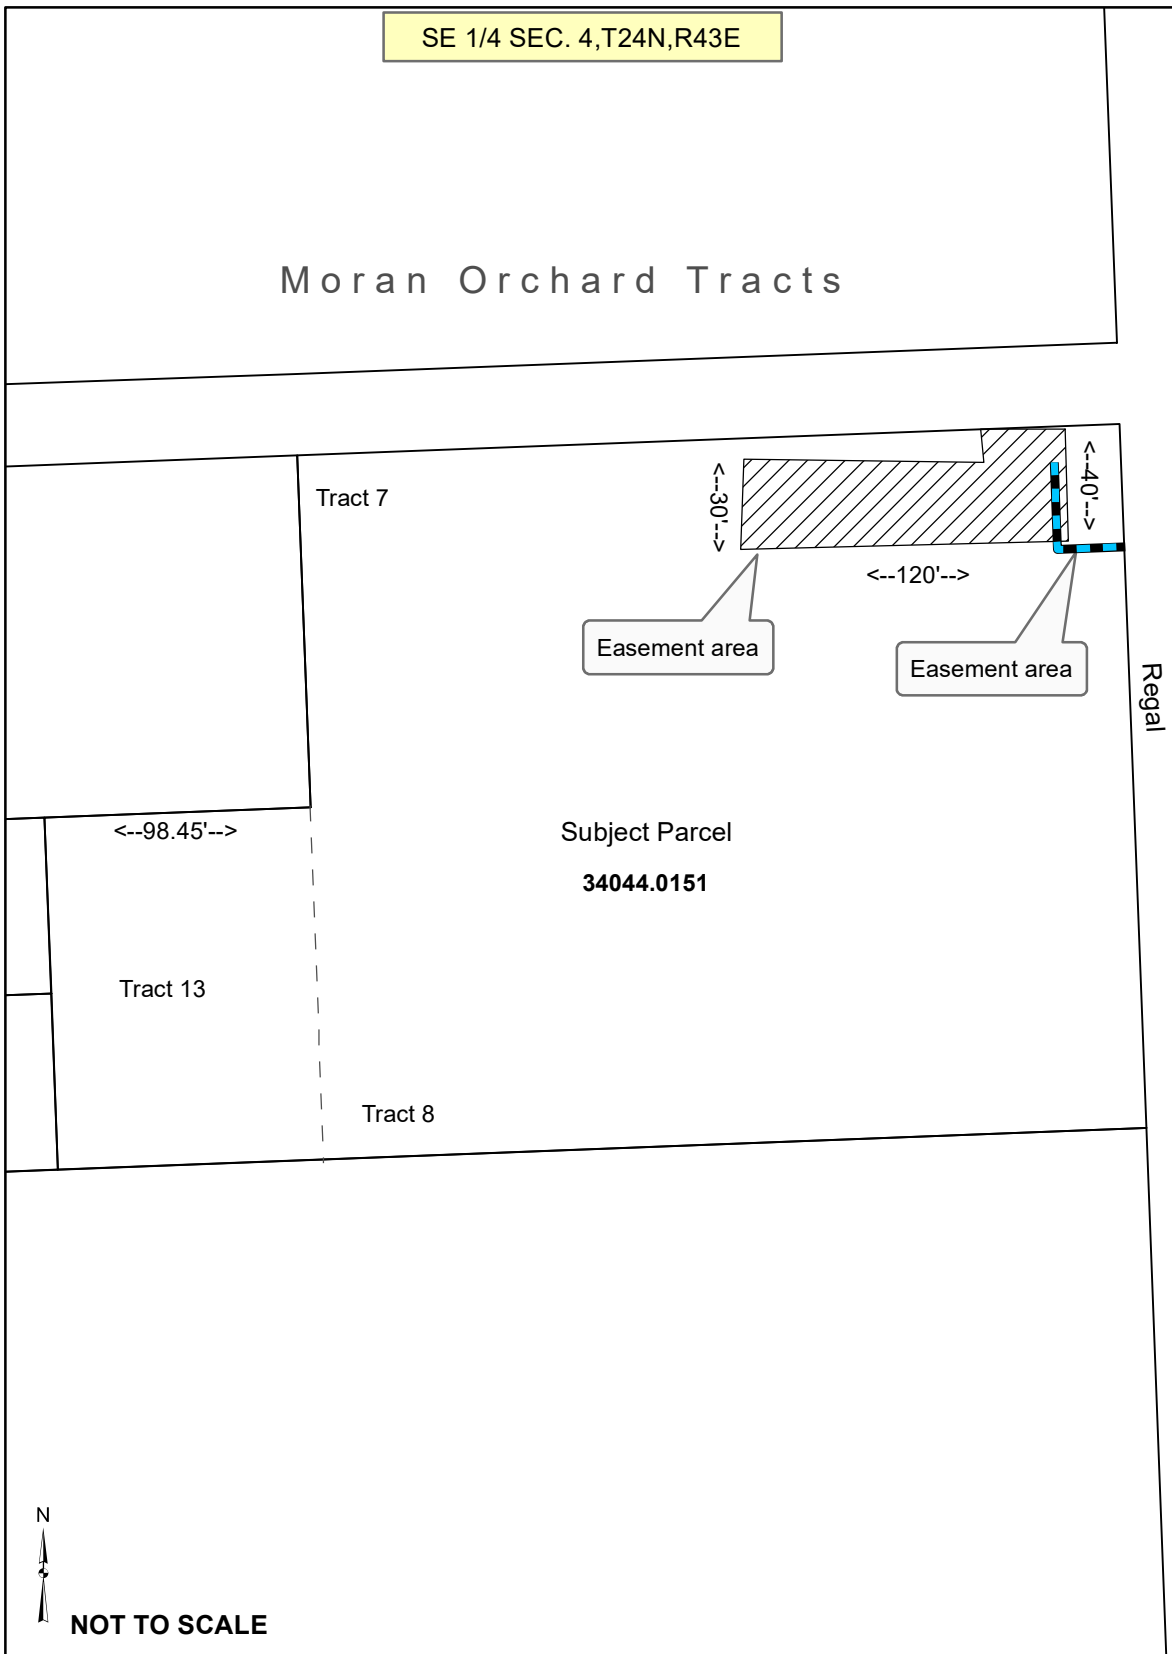 SE 1/4 SEC. 4,T24N,R43E
Moran Orchard Tracts
Tract 7
<--30'-->
<--40'-->
<--120'-->
Easement area
Easement area
Regal
<--98.45'-->
Subject Parcel
34044.0151
Tract 13
Tract 8
N
NOT TO SCALE